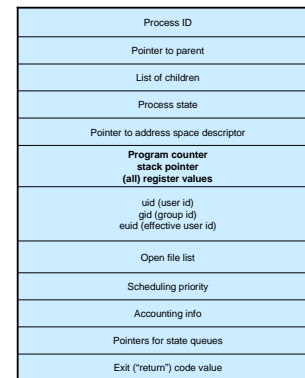 Process ID
Pointer to parent
List of children
Process state
Pointer to address space descriptor
Program counter
stack pointer
(all) register values
uid (user id)
gid (group id)
euid (effective user id)
Open file list
Scheduling priority
Accounting info
Pointers for state queues
Exit ("return") code value